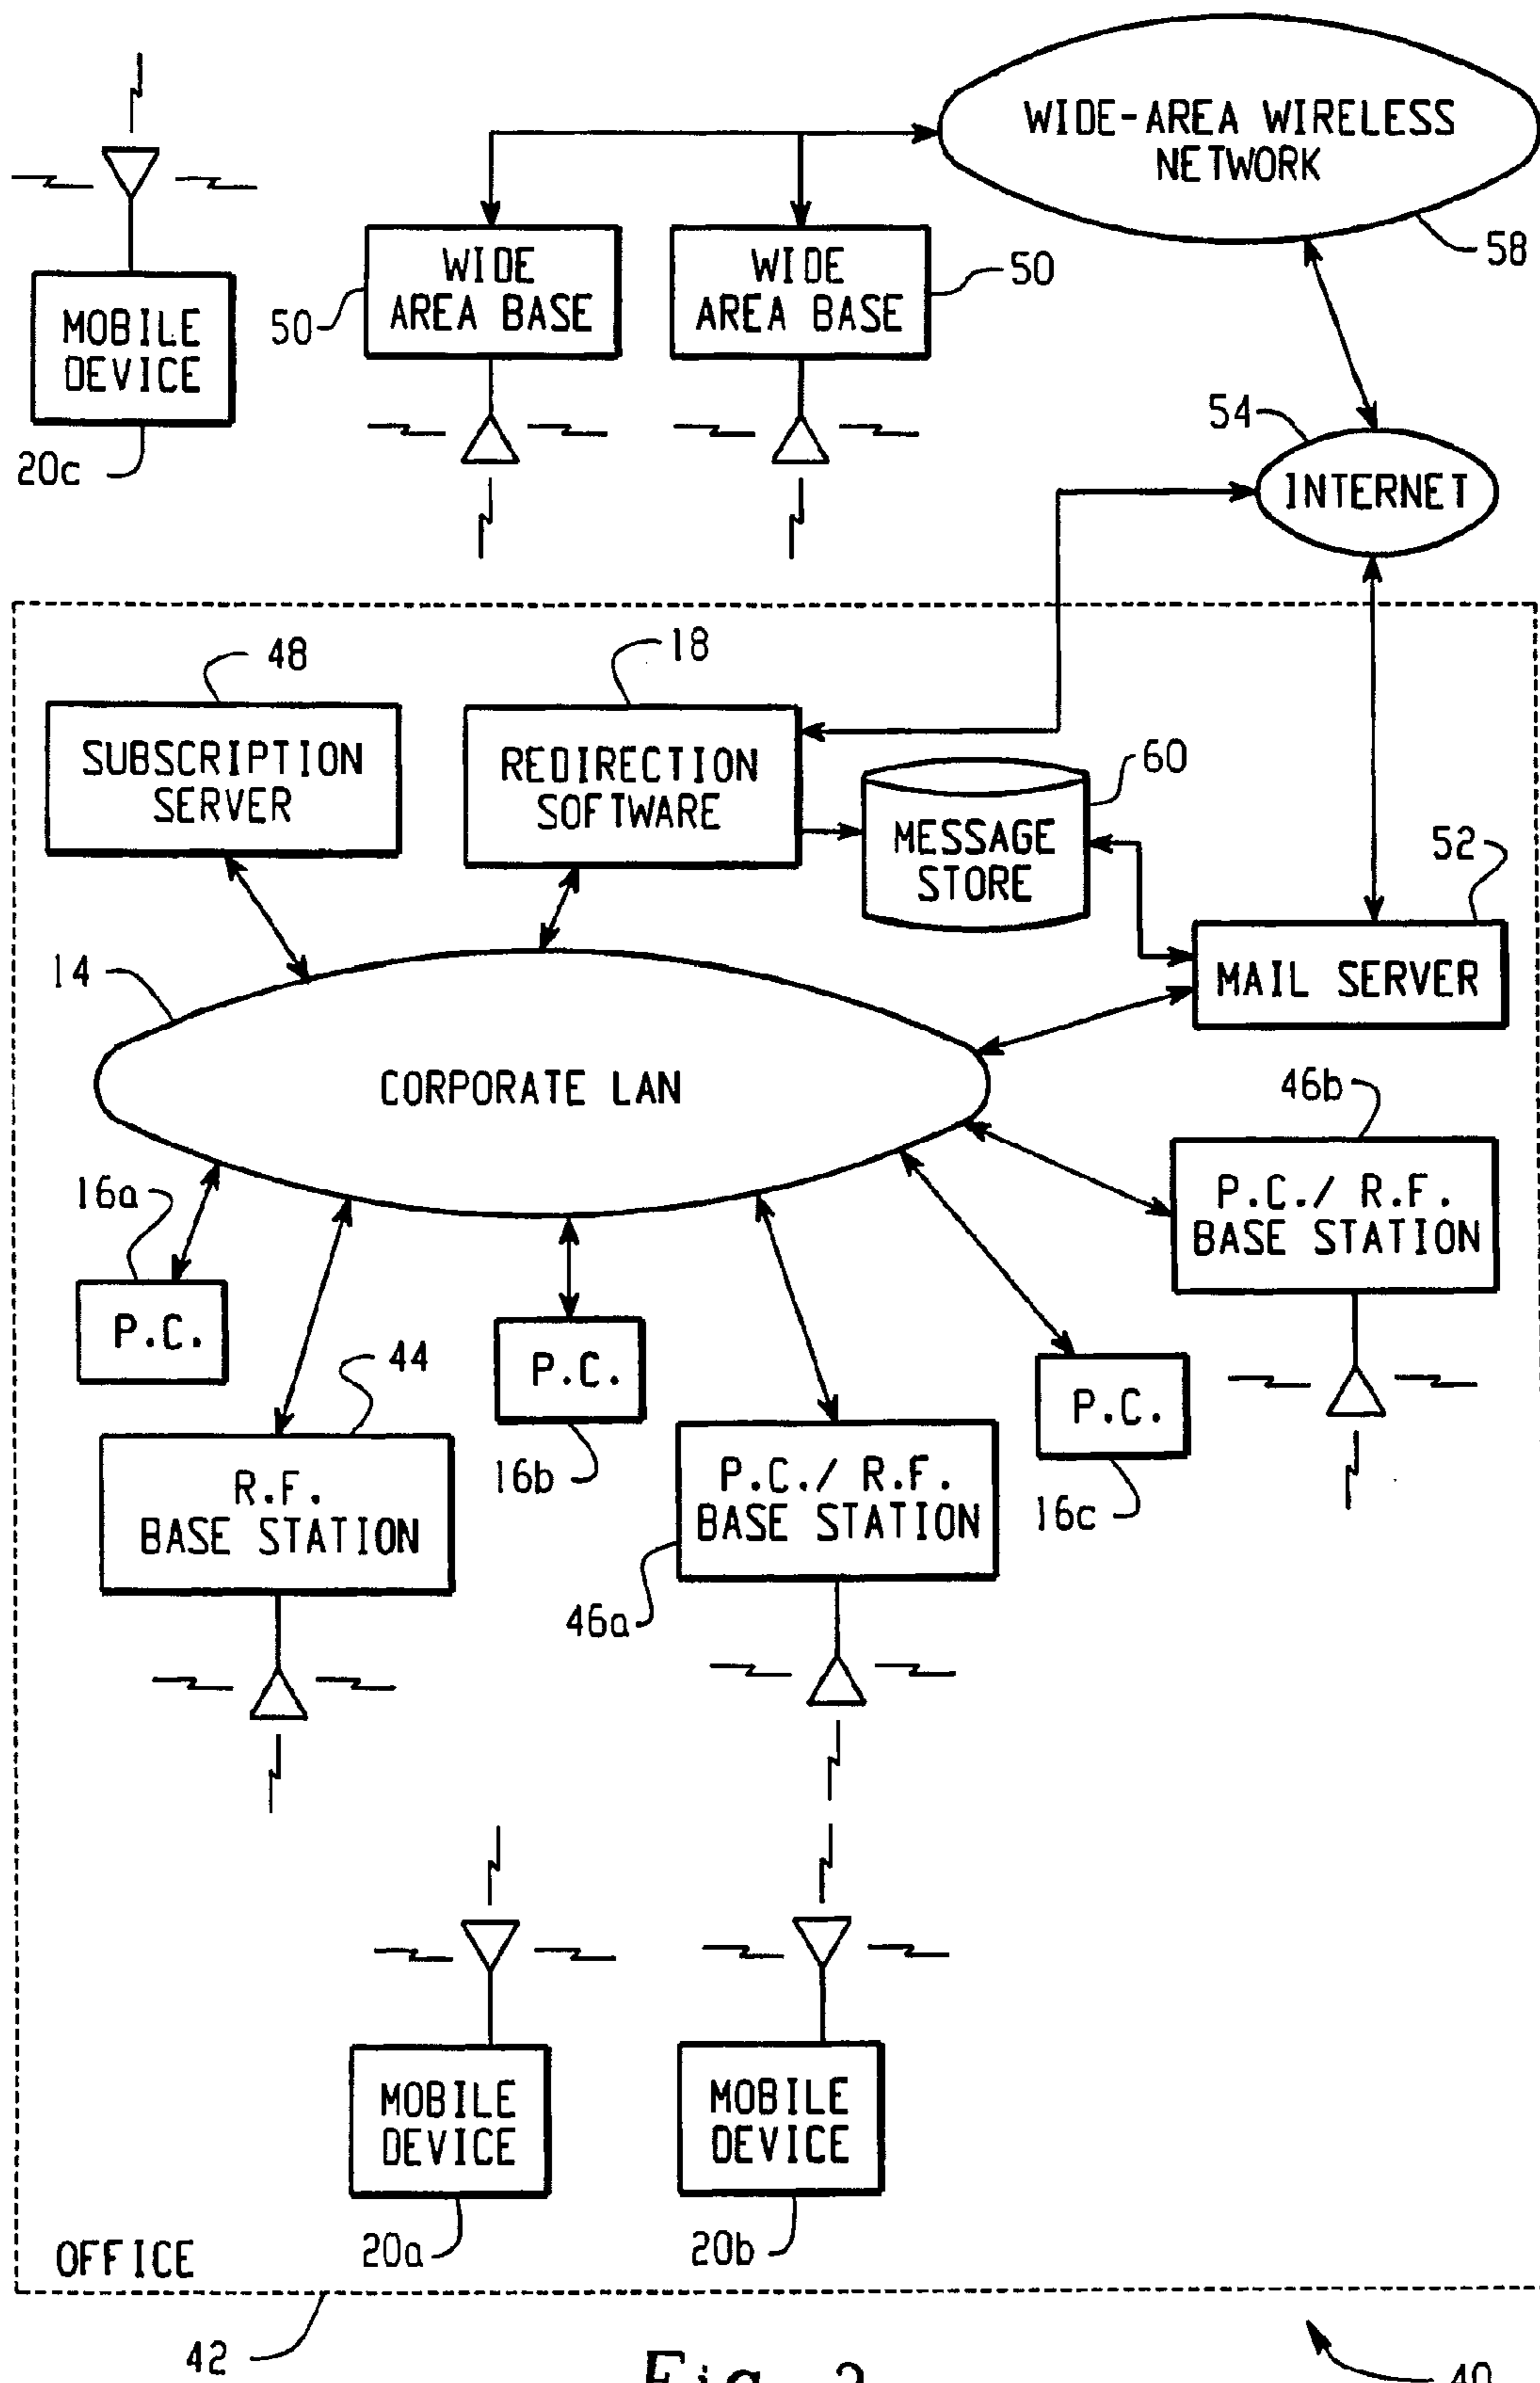 WIDE-AREA WIRELESS
NETWORK
58
WIDE
AREA BASE
50
WIDE
AREA BASE
50
MOBILE
DEVICE
20c
54
INTERNET
48
SUBSCRIPTION
SERVER
18
REDIRECTION
SOFTWARE
60
MESSAGE
STORE
52
MAIL SERVER
14
CORPORATE LAN
46b
P.C./ R.F.
BASE STATION
16a
P.C.
44
R.F.
BASE STATION
P.C.
16b
P.C./ R.F.
BASE STATION
46a
P.C.
16c
MOBILE
DEVICE
20a
MOBILE
DEVICE
20b
OFFICE
42